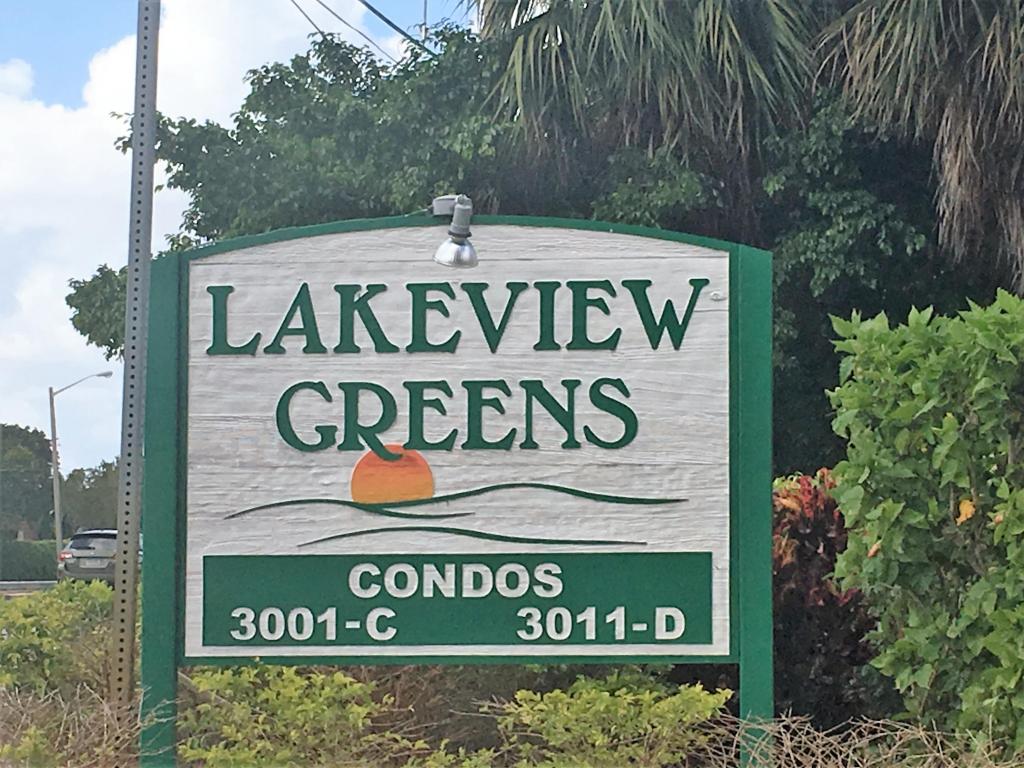 LAKEVIEW
GREENS
CONDOS
3001-C 3011-D